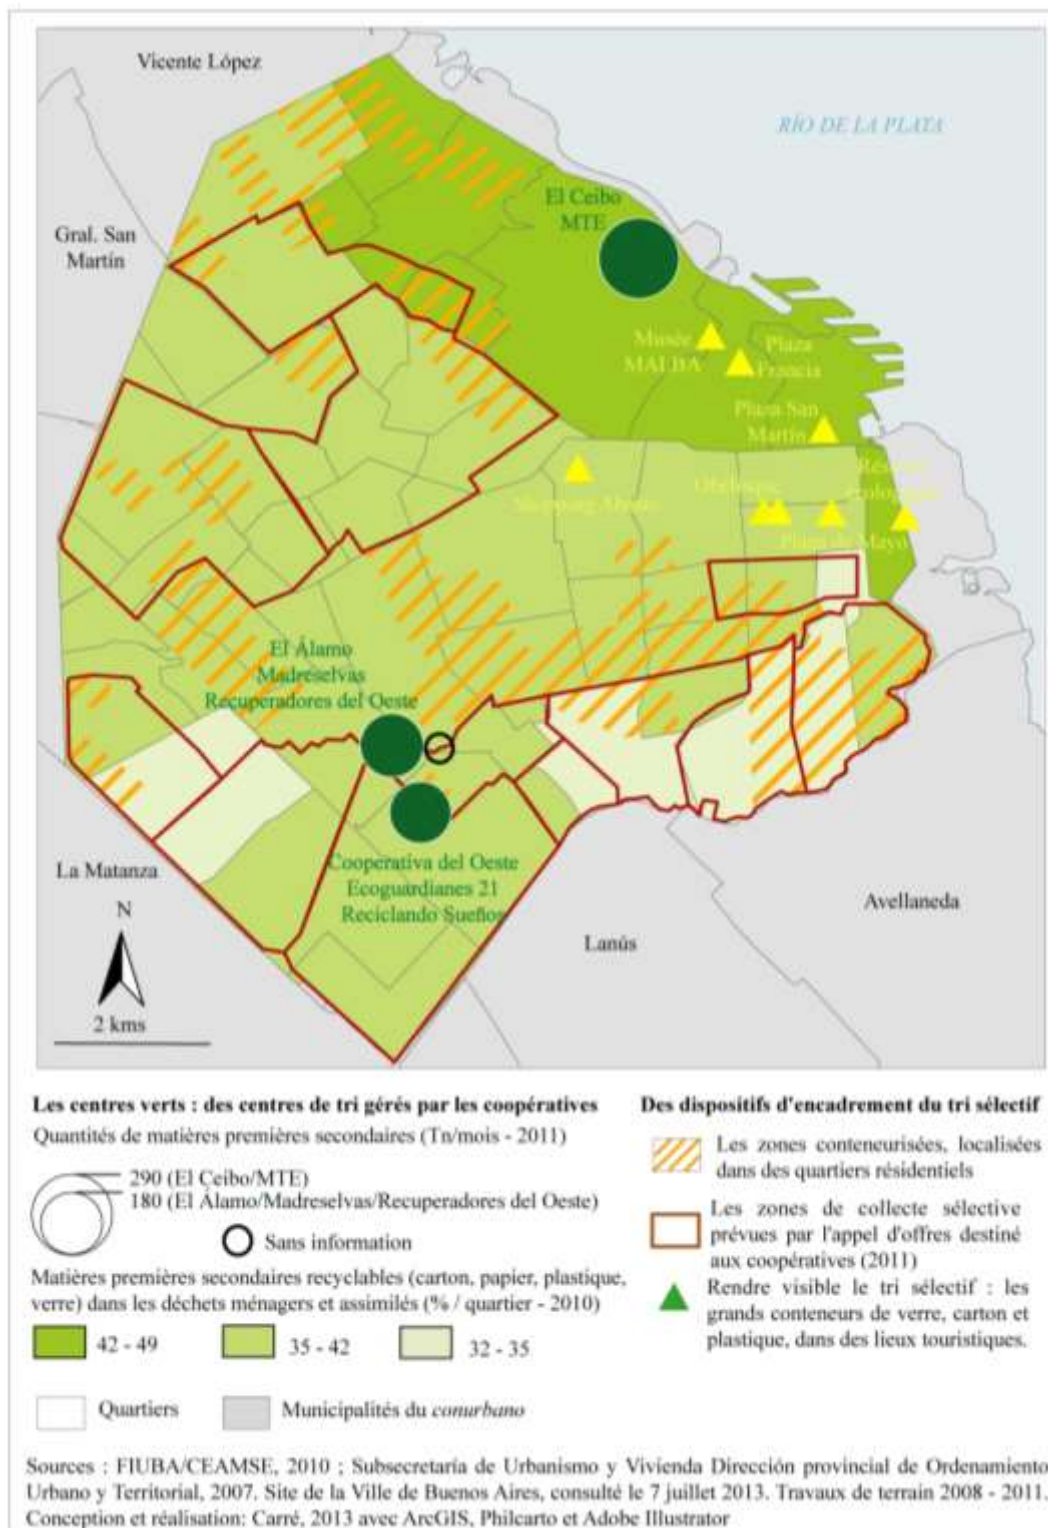 Vicente López
RÍO DE LA PLATA
El Ceibo
MTE
Gral. San
Martín
Musée
MALBA
Plaza
Francia
Plaza San
Martín
Plaza de Mayo
El Álamo
Madreselvas
Recuperadores del Oeste
La Matanza
Cooperativa del Oeste
Ecoguardianes 21
Reciclando Sueños
Avellaneda
Lanús
N
2 kms
Les centres verts : des centres de tri gérés par les coopératives
Quantités de matières premières secondaires (Tn/mois - 2011)
290 (El Ceibo/MTE)
180 (El Álamo/Madreselvas/Recuperadores del Oeste)
Sans information
Matières premières secondaires recyclables (carton, papier, plastique,
verre) dans les déchets ménagers et assimilés (% / quartier - 2010)
42 - 49
35 - 42
32 - 35
Quartiers
Municipalités du conurbano
Des dispositifs d'encadrement du tri sélectif
Les zones conteneurisées, localisées
dans des quartiers résidentiels
Les zones de collecte sélective
prévues par l'appel d'offres destiné
aux coopératives (2011)
Rendre visible le tri sélectif : les
grands conteneurs de verre, carton et
plastique, dans des lieux touristiques.
Sources : FIUBA/CEAMSE, 2010 ; Subsecretaría de Urbanismo y Vivienda Dirección provincial de Ordenamiento
Urbano y Territorial, 2007. Site de la Ville de Buenos Aires, consulté le 7 juillet 2013. Travaux de terrain 2008 - 2011.
Conception et réalisation: Carré, 2013 avec ArcGIS, Philcarto et Adobe Illustrator